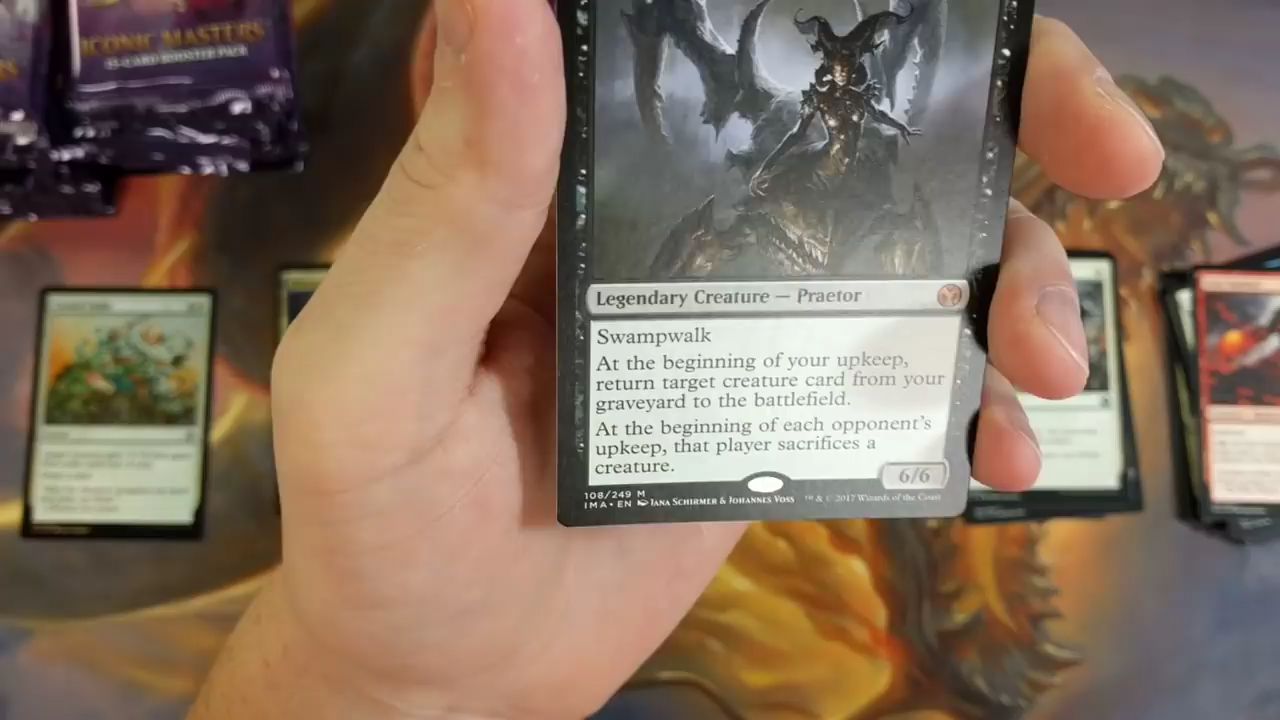 ICONIC MASTERS
15-CARD BOOSTER PACK
Legendary Creature — Praetor
Swampwalk
At the beginning of your upkeep,
return target creature card from your
graveyard to the battlefield.
At the beginning of each opponent's
upkeep, that player sacrifices a
creature.
6/6
108/249 M
IMA • EN Jana Schirmer & Johannes Voss
™ & © 2017 Wizards of the Coast